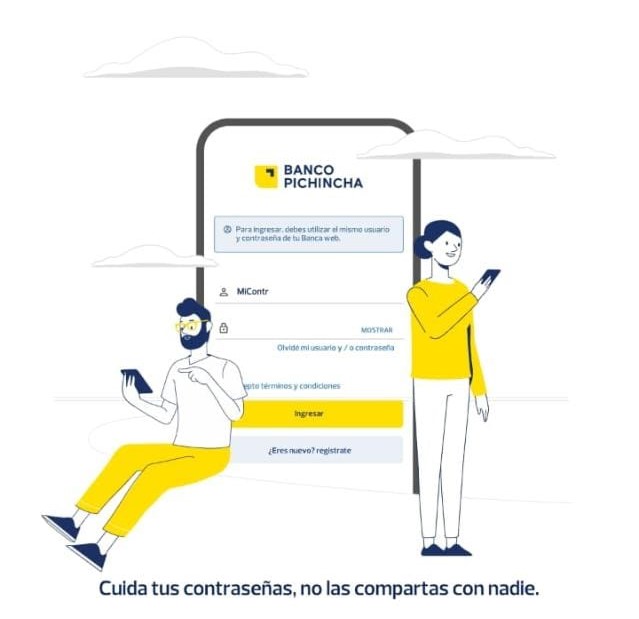 BANCO
PICHINCHA
Para ingresar, debes utilizar el mismo usuario
y contraseña de tu Banca web.
MiContr
MOSTRAR
Olvidé mi usuario y / o contraseña
epto términos y condiciones
Ingresar
¿Eres nuevo? regístrate
Cuida tus contraseñas, no las compartas con nadie.